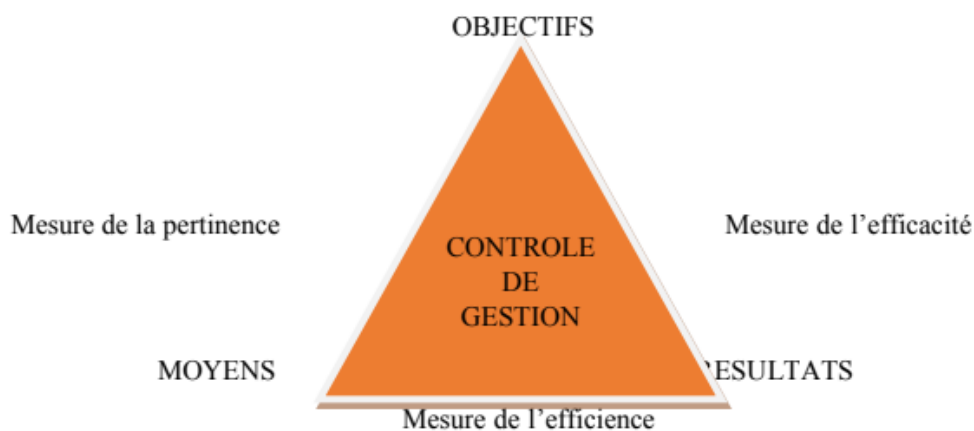 OBJECTIFS
Mesure de la pertinence
Mesure de l’efficacité
CONTROLE
DE
GESTION
MOYENS
RESULTATS
Mesure de l’efficience